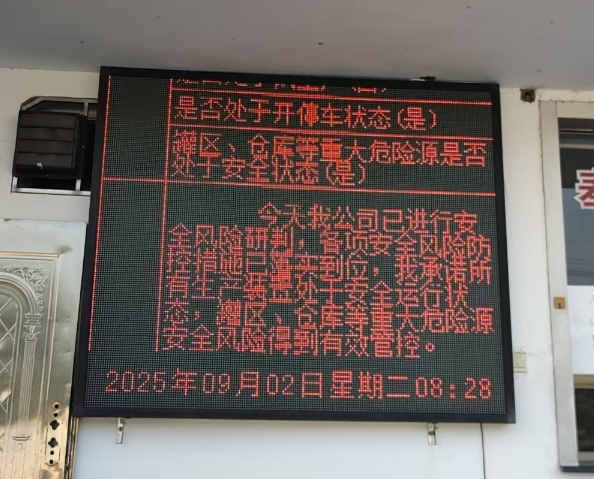 是否处于开停车状态(是)
罐区、仓库等重大危险源是否
处于安全状态(是)
今天我公司已进行安
全风险研判，各项安全风险防
控措施已落实到位，我承诺所
有生产装置处于安全运行状
态，罐区、仓库等重大危险源
安全风险得到有效管控。
2025年09月02日星期二08:28